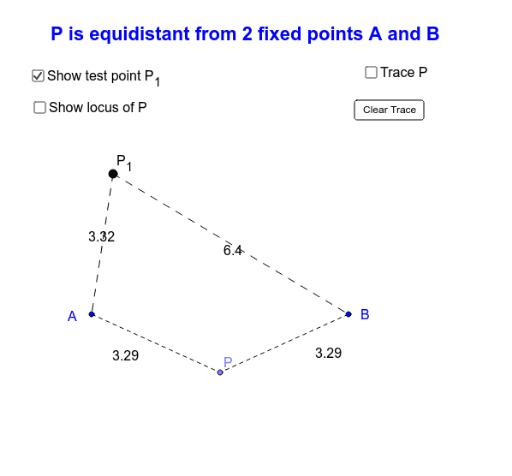 P is equidistant from 2 fixed points A and B
Show test point P₁
Trace P
Show locus of P
Clear Trace
P₁
3.32
6.4
A
B
3.29
3.29
P